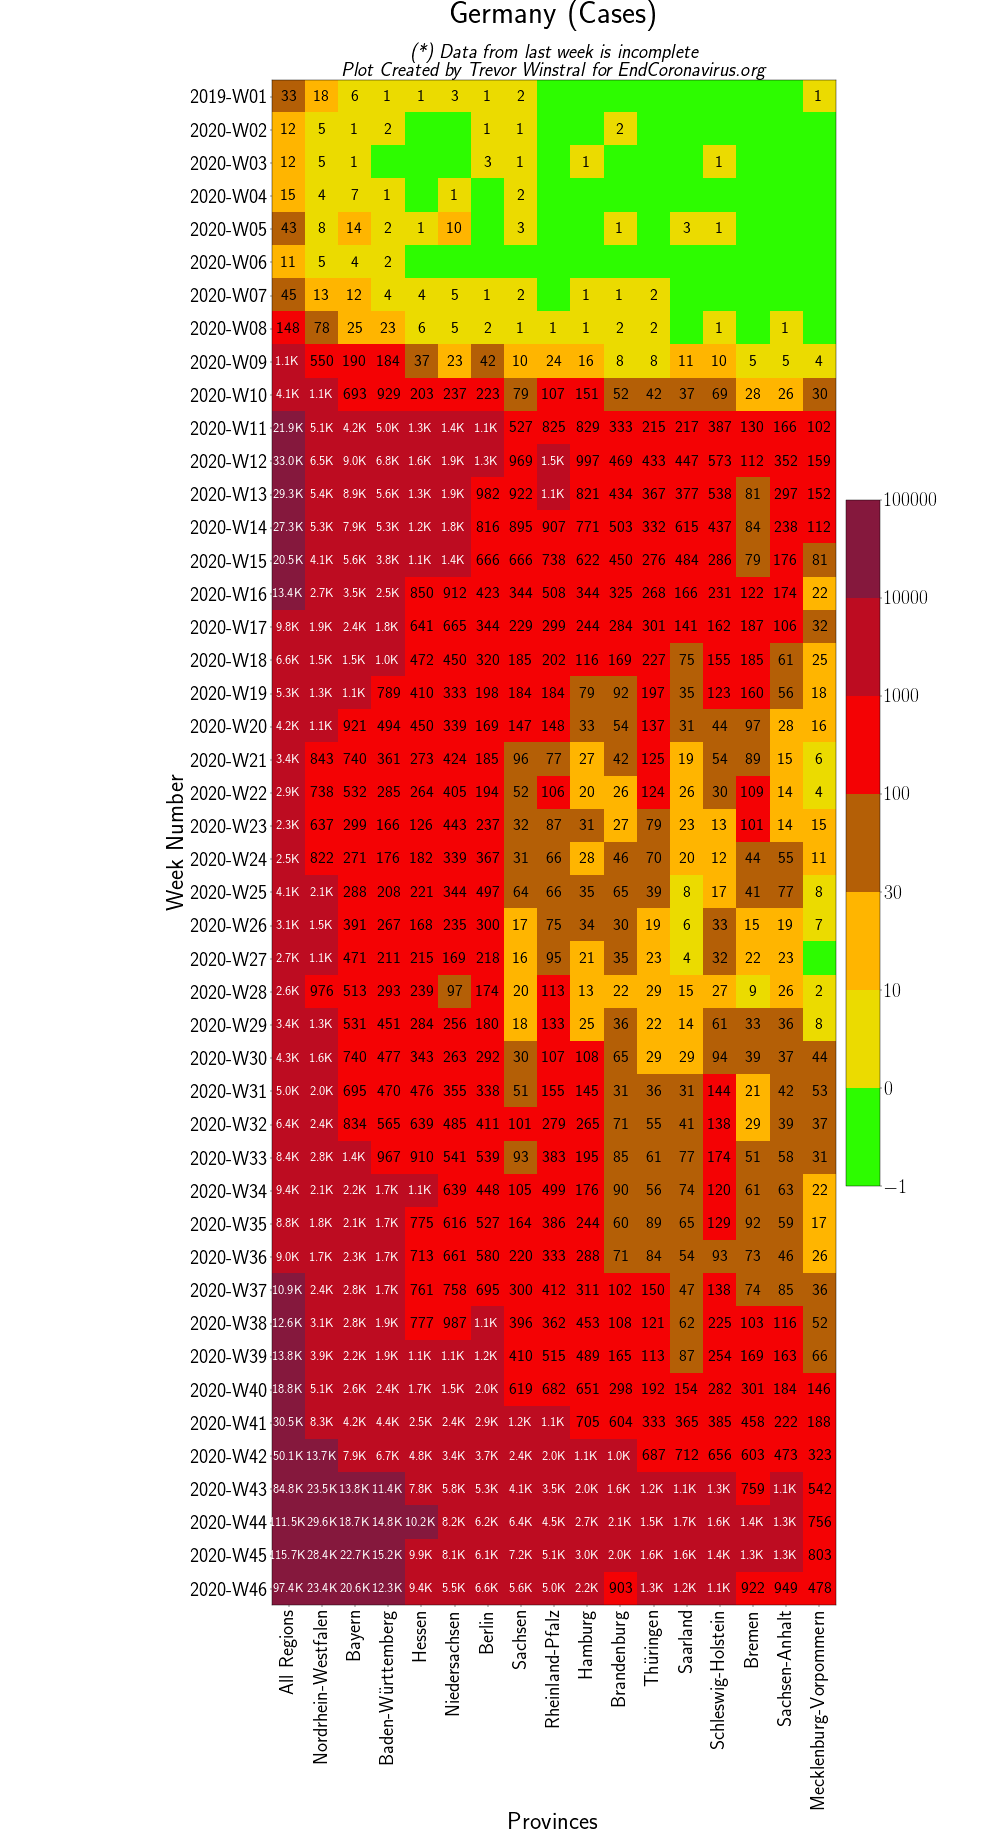 Germany (Cases)
(*) Data from last week is incomplete
Plot Created by Trevor Winstral for EndCoronavirus.org
2019-W01 33 18 6 1 1 3 1 2 1
2020-W02 12 5 1 2 1 1 2
2020-W03 12 5 1 3 1 1 1
2020-W04 15 4 7 1 1 2
2020-W05 43 8 14 2 1 10 3 1 3 1
2020-W06 11 5 4 2
2020-W07 45 13 12 4 4 5 1 2 1 1 2
2020-W08 148 78 25 23 6 5 2 1 1 1 2 2 1 1
2020-W09 1.1K 550 190 184 37 23 42 10 24 16 8 8 11 10 5 5 4
2020-W10 4.1K 1.1K 693 929 203 237 223 79 107 151 52 42 37 69 28 26 30
2020-W11 21.9K 5.1K 4.2K 5.0K 1.3K 1.4K 1.1K 527 825 829 333 215 217 387 130 166 102
2020-W12 33.0K 6.5K 9.0K 6.8K 1.6K 1.9K 1.3K 969 1.5K 997 469 433 447 573 112 352 159
2020-W13 29.3K 5.4K 8.9K 5.6K 1.3K 1.9K 982 922 1.1K 821 434 367 377 538 81 297 152
2020-W14 27.3K 5.3K 7.9K 5.3K 1.2K 1.8K 816 895 907 771 503 332 615 437 84 238 112
2020-W15 20.5K 4.1K 5.6K 3.8K 1.1K 1.4K 666 666 738 622 450 276 484 286 79 176 81
2020-W16 13.4K 2.7K 3.5K 2.5K 850 912 423 344 508 344 325 268 166 231 122 174 22
2020-W17 9.8K 1.9K 2.4K 1.8K 641 665 344 229 299 244 284 301 141 162 187 106 32
2020-W18 6.6K 1.5K 1.5K 1.0K 472 450 320 185 202 116 169 227 75 155 185 61 25
2020-W19 5.3K 1.3K 1.1K 789 410 333 198 184 184 79 92 197 35 123 160 56 18
2020-W20 4.2K 1.1K 921 494 450 339 169 147 148 33 54 137 31 44 97 28 16
2020-W21 3.4K 843 740 361 273 424 185 96 77 27 42 125 19 54 89 15 6
2020-W22 2.9K 738 532 285 264 405 194 52 106 20 26 124 26 30 109 14 4
2020-W23 2.3K 637 299 166 126 443 237 32 87 31 27 79 23 13 101 14 15
2020-W24 2.5K 822 271 176 182 339 367 31 66 28 46 70 20 12 44 55 11
2020-W25 4.1K 2.1K 288 208 221 344 497 64 66 35 65 39 8 17 41 77 8
2020-W26 3.1K 1.5K 391 267 168 235 300 17 75 34 30 19 6 33 15 19 7
2020-W27 2.7K 1.1K 471 211 215 169 218 16 95 21 35 23 4 32 22 23
2020-W28 2.6K 976 513 293 239 97 174 20 113 13 22 29 15 27 9 26 2
2020-W29 3.4K 1.3K 531 451 284 256 180 18 133 25 36 22 14 61 33 36 8
2020-W30 4.3K 1.6K 740 477 343 263 292 30 107 108 65 29 29 94 39 37 44
2020-W31 5.0K 2.0K 695 470 476 355 338 51 155 145 31 36 31 144 21 42 53
2020-W32 6.4K 2.4K 834 565 639 485 411 101 279 265 71 55 41 138 29 39 37
2020-W33 8.4K 2.8K 1.4K 967 910 541 539 93 383 195 85 61 77 174 51 58 31
2020-W34 9.4K 2.1K 2.2K 1.7K 1.1K 639 448 105 499 176 90 56 74 120 61 63 22
2020-W35 8.8K 1.8K 2.1K 1.7K 775 616 527 164 386 244 60 89 65 129 92 59 17
2020-W36 9.0K 1.7K 2.3K 1.7K 713 661 580 220 333 288 71 84 54 93 73 46 26
2020-W37 10.9K 2.4K 2.8K 1.7K 761 758 695 300 412 311 102 150 47 138 74 85 36
2020-W38 12.6K 3.1K 2.8K 1.9K 777 987 1.1K 396 362 453 108 121 62 225 103 116 52
2020-W39 13.8K 3.9K 2.2K 1.9K 1.1K 1.1K 1.2K 410 515 489 165 113 87 254 169 163 66
2020-W40 18.8K 5.1K 2.6K 2.4K 1.7K 1.5K 2.0K 619 682 651 298 192 154 282 301 184 146
2020-W41 30.5K 8.3K 4.2K 4.4K 2.5K 2.4K 2.9K 1.2K 1.1K 705 604 333 365 385 458 222 188
2020-W42 50.1K 13.7K 7.9K 6.7K 4.8K 3.4K 3.7K 2.4K 2.0K 1.1K 1.0K 687 712 656 603 473 323
2020-W43 84.8K 23.5K 13.8K 11.4K 7.8K 5.8K 5.3K 4.1K 3.5K 2.0K 1.6K 1.2K 1.1K 1.3K 759 1.1K 542
2020-W44 111.5K 29.6K 18.7K 14.8K 10.2K 8.2K 6.2K 6.4K 4.5K 2.7K 2.1K 1.5K 1.7K 1.6K 1.4K 1.3K 756
2020-W45 115.7K 28.4K 22.7K 15.2K 9.9K 8.1K 6.1K 7.2K 5.1K 3.0K 2.0K 1.6K 1.6K 1.4K 1.3K 1.3K 803
2020-W46 97.4K 23.4K 20.6K 12.3K 9.4K 5.5K 6.6K 5.6K 5.0K 2.2K 903 1.3K 1.2K 1.1K 922 949 478
Week Number
All Regions
Nordrhein-Westfalen
Bayern
Baden-Württemberg
Hessen
Niedersachsen
Berlin
Sachsen
Rheinland-Pfalz
Hamburg
Brandenburg
Thüringen
Saarland
Schleswig-Holstein
Bremen
Sachsen-Anhalt
Mecklenburg-Vorpommern
Provinces
100000
10000
1000
100
30
10
0
−1